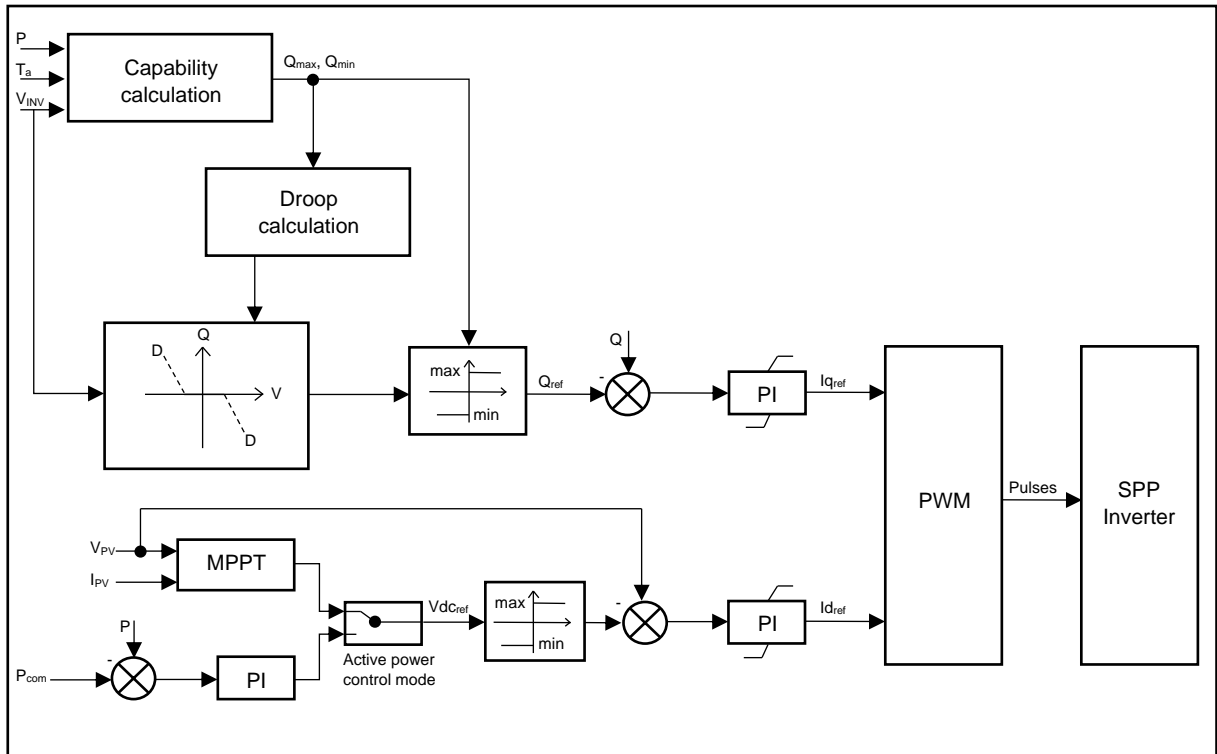 P
Ta
VINV
Capability
calculation
Qmax, Qmin
Droop
calculation
Q
D
V
D
max
min
Qref
Q
-
PI
Iqref
PWM
Pulses
SPP
Inverter
VPV
IPV
MPPT
P
-
Pcom
PI
Active power
control mode
Vdcref
max
min
-
PI
Idref